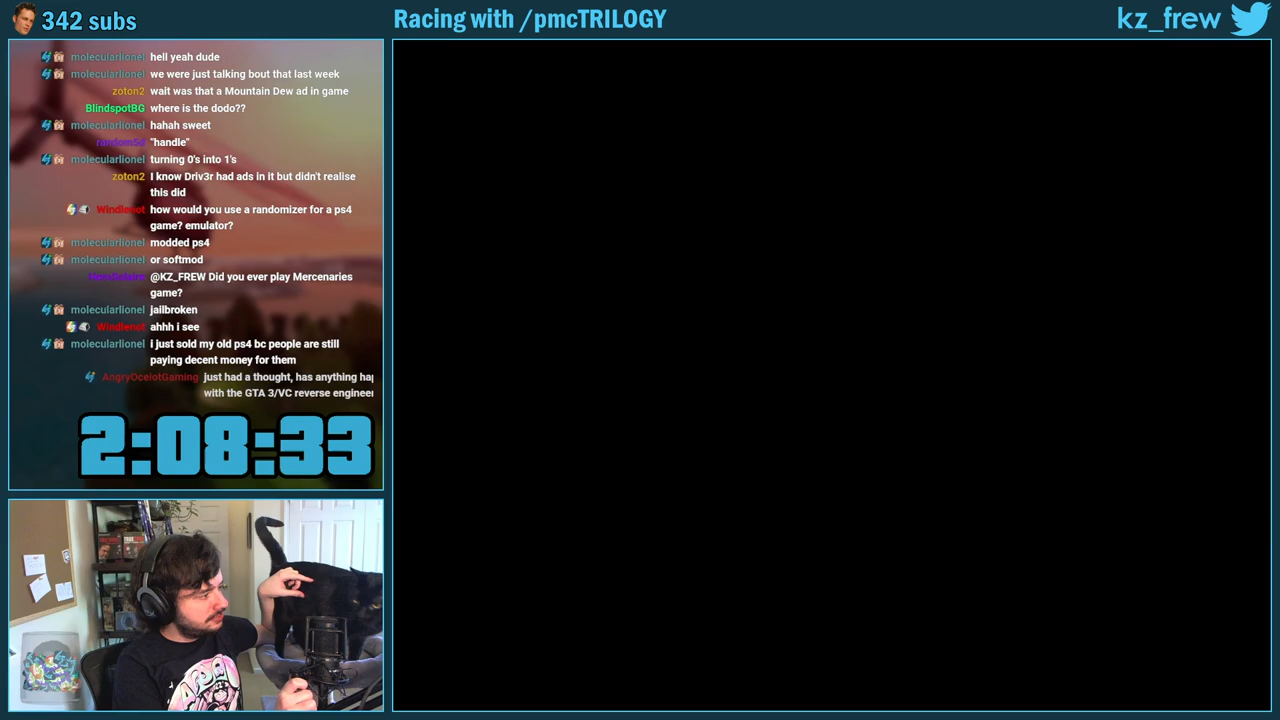 342 subs
Racing with /pmcTRILOGY
kz_frew
molecularlionel hell yeah dude
molecularlionel we were just talking bout that last week
zoton2 wait was that a Mountain Dew ad in game
BlindspotBG where is the dodo??
molecularlionel hahah sweet
"handle"
molecularlionel turning 0's into 1's
zoton2 I know Driv3r had ads in it but didn't realise
this did
Windlenot how would you use a randomizer for a ps4
game? emulator?
molecularlionel modded ps4
molecularlionel or softmod
@KZ_FREW Did you ever play Mercenaries
game?
molecularlionel jailbroken
Windlenot ahhh i see
molecularlionel i just sold my old ps4 bc people are still
paying decent money for them
AngryOcelotGaming just had a thought, has anything hap
with the GTA 3/VC reverse engineer
2:08:33